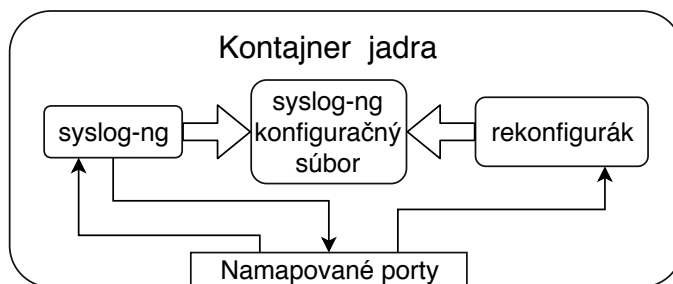 Kontajner jadra
syslog-ng
syslog-ng
konfiguračný
súbor
rekonfigurák
Namapované porty